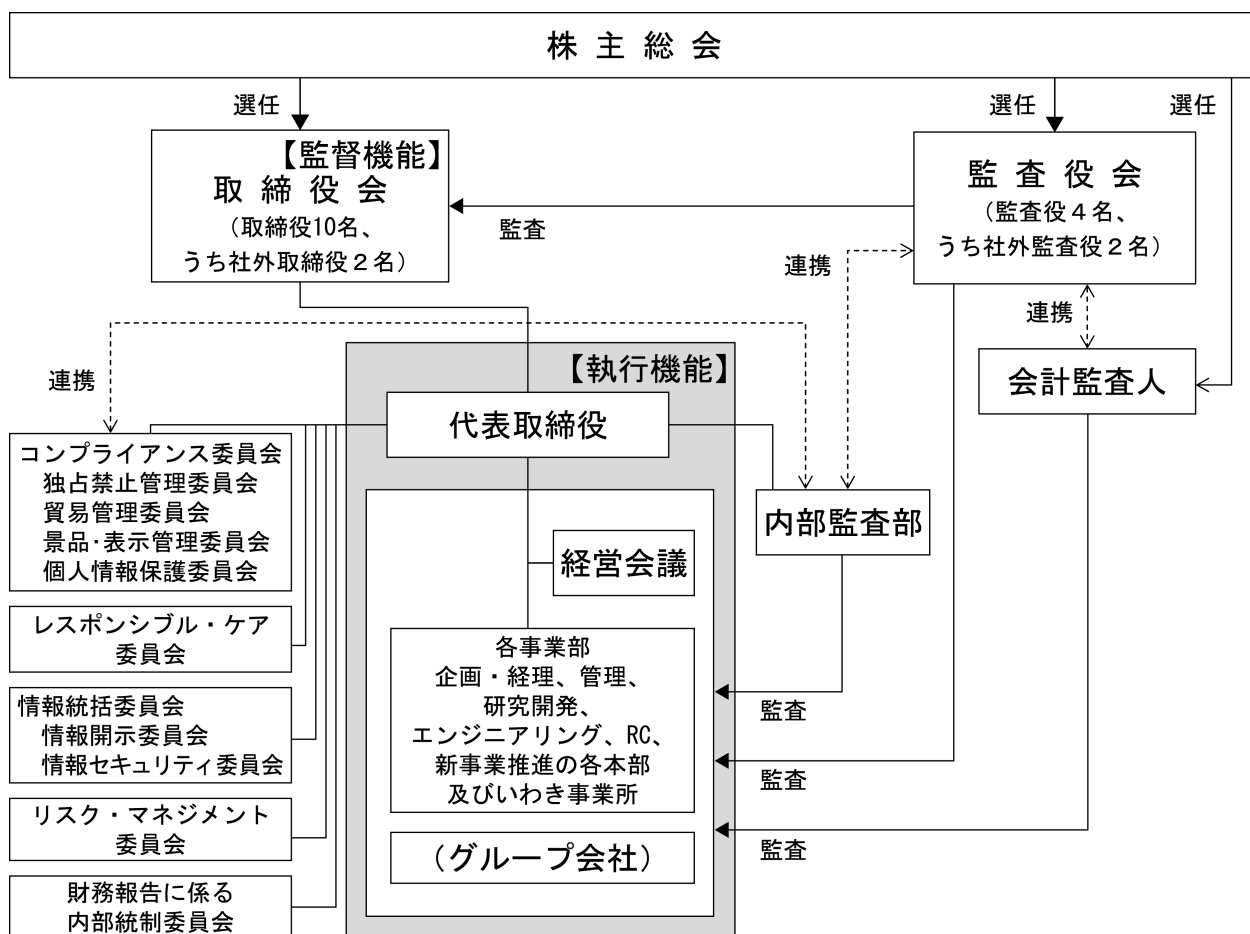 株主総会
選任
選任
選任
【監督機能】
取締役会
（取締役10名、
うち社外取締役２名）
監査役会
（監査役４名、
うち社外監査役２名）
監査
連携
連携
連携
【執行機能】
会計監査人
代表取締役
コンプライアンス委員会
独占禁止管理委員会
貿易管理委員会
景品･表示管理委員会
個人情報保護委員会
内部監査部
経営会議
レスポンシブル・ケア
委員会
各事業部
企画・経理、管理、
研究開発、
エンジニアリング、RC、
新事業推進の各本部
及びいわき事業所
情報統括委員会
情報開示委員会
情報セキュリティ委員会
監査
監査
監査
リスク・マネジメント
委員会
（グループ会社）
財務報告に係る
内部統制委員会